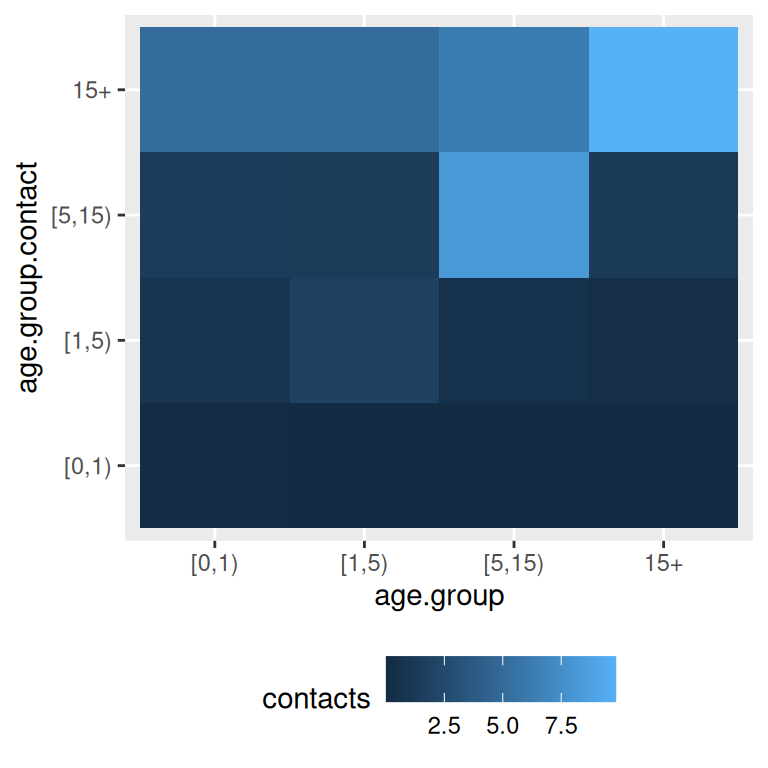 age.group.contact
15+
[5,15)
[1,5)
[0,1)
[0,1) [1,5) [5,15) 15+
age.group
contacts
2.5 5.0 7.5